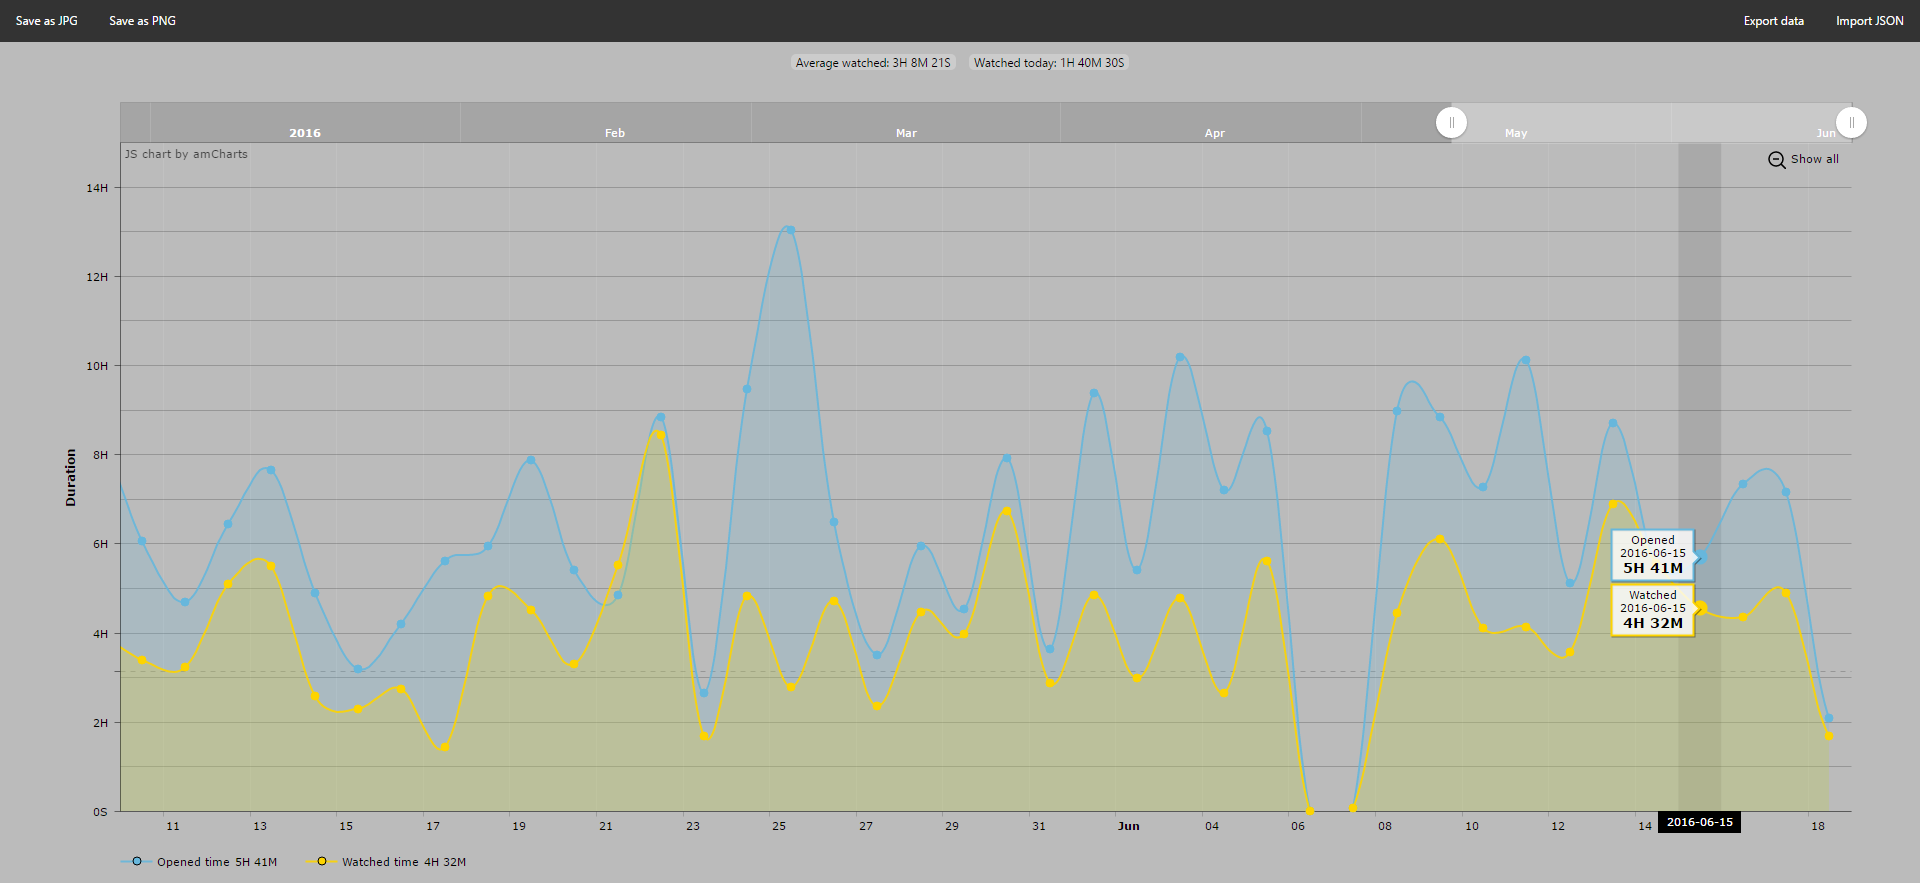 Save as JPG Save as PNG Export data Import JSON
Average watched: 3H 8M 21S Watched today: 1H 40M 30S
2016 Feb Mar Apr May Jun
JS chart by amCharts
Show all
14H
12H
10H
8H
6H
4H
2H
0S
Duration
Opened
2016-06-15
5H 41M
Watched
2016-06-15
4H 32M
11 13 15 17 19 21 23 25 27 29 31 Jun 04 06 08 10 12 14 2016-06-15 18
Opened time 5H 41M Watched time 4H 32M